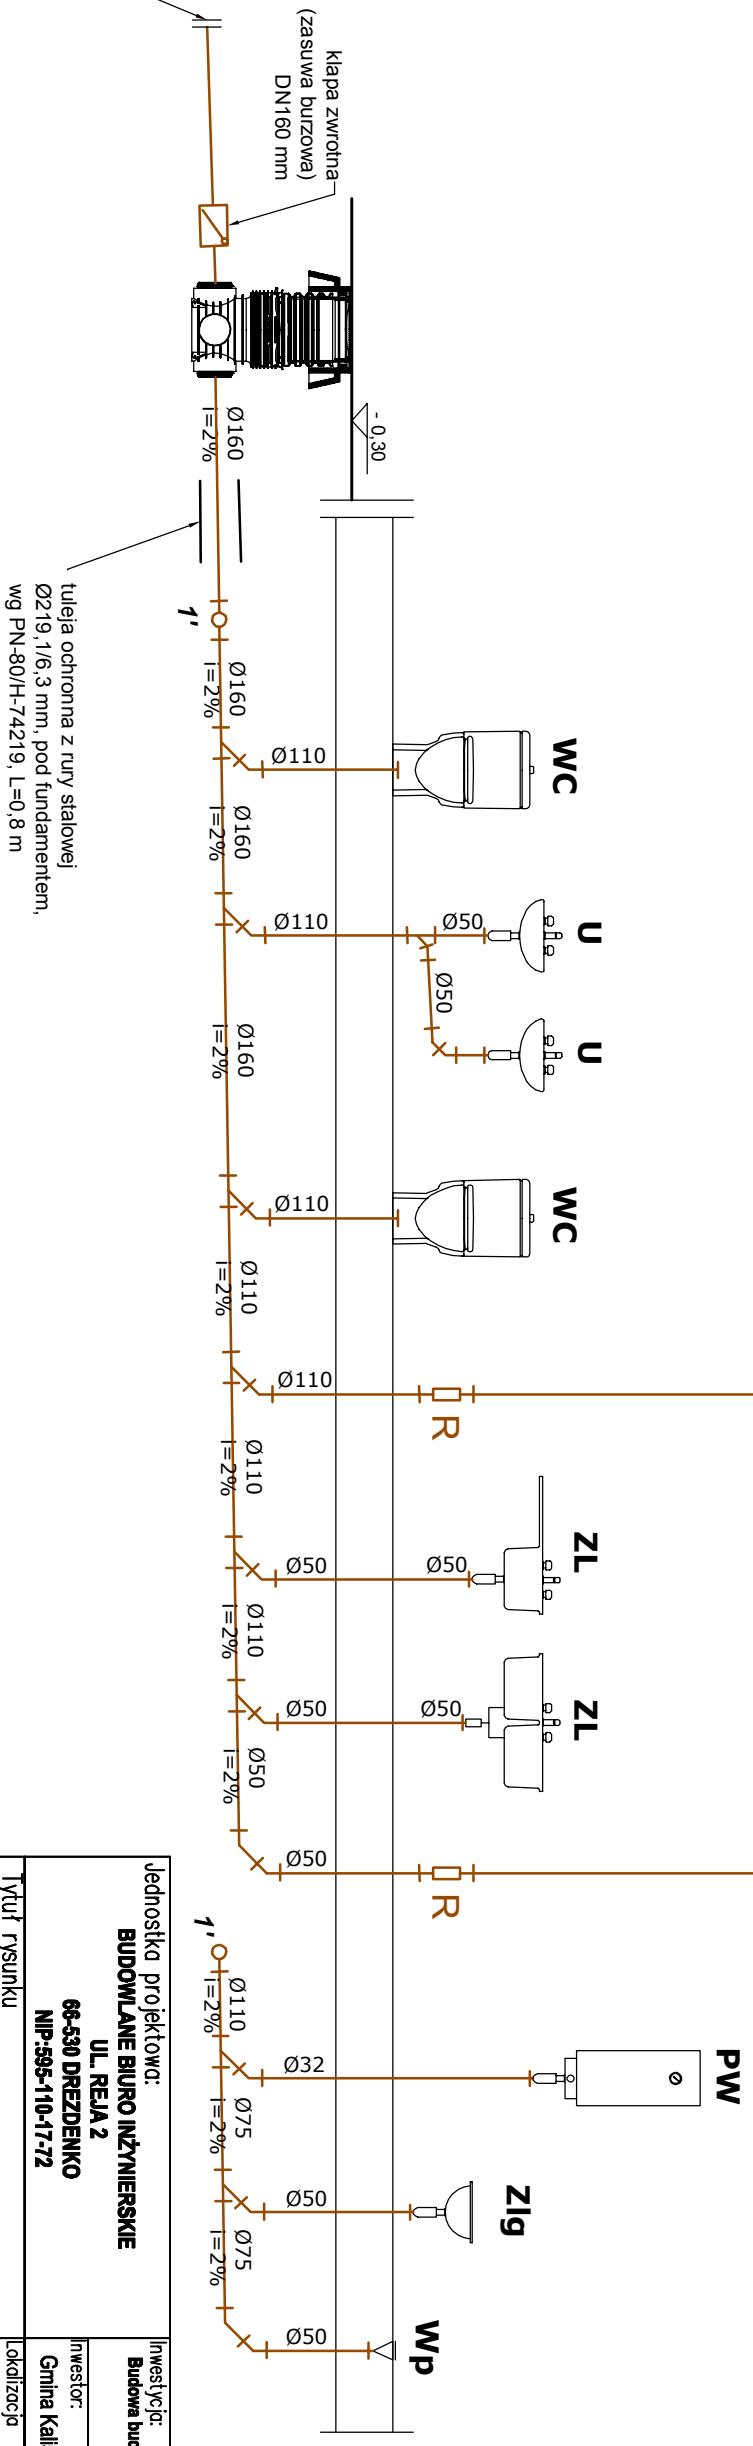 klapa zwrotna
(zasuwa burzowa)
DN160 mm
- 0,30
Ø160
i=2%
tuleja ochronna z rury stalowej
Ø219,1/6,3 mm, pod fundamentem,
wg PN-80/H-74219, L=0,8 m
1'
Ø160
i=2%
WC
Ø110
Ø160
i=2%
U
Ø50
Ø110
Ø50
U
Ø160
i=2%
WC
Ø110
Ø110
i=2%
Ø110
R
Ø110
i=2%
ZL
Ø50
Ø50
Ø110
i=2%
ZL
Ø50
Ø50
Ø50
i=2%
Ø50
R
1'
Ø110
i=2%
PW
Ø32
Ø75
i=2%
Zlg
Ø50
Ø75
i=2%
Wp
Ø50
Jednostka projektowa:
BUDOWLANE BIURO INŻYNIERSKIE
UL. REJA 2
66-530 DREZDENKO
NIP:595-110-17-72
Tytuł rysunku
Inwestycja:
Budowa
Inwestor:
Gmina
Lokalizacja